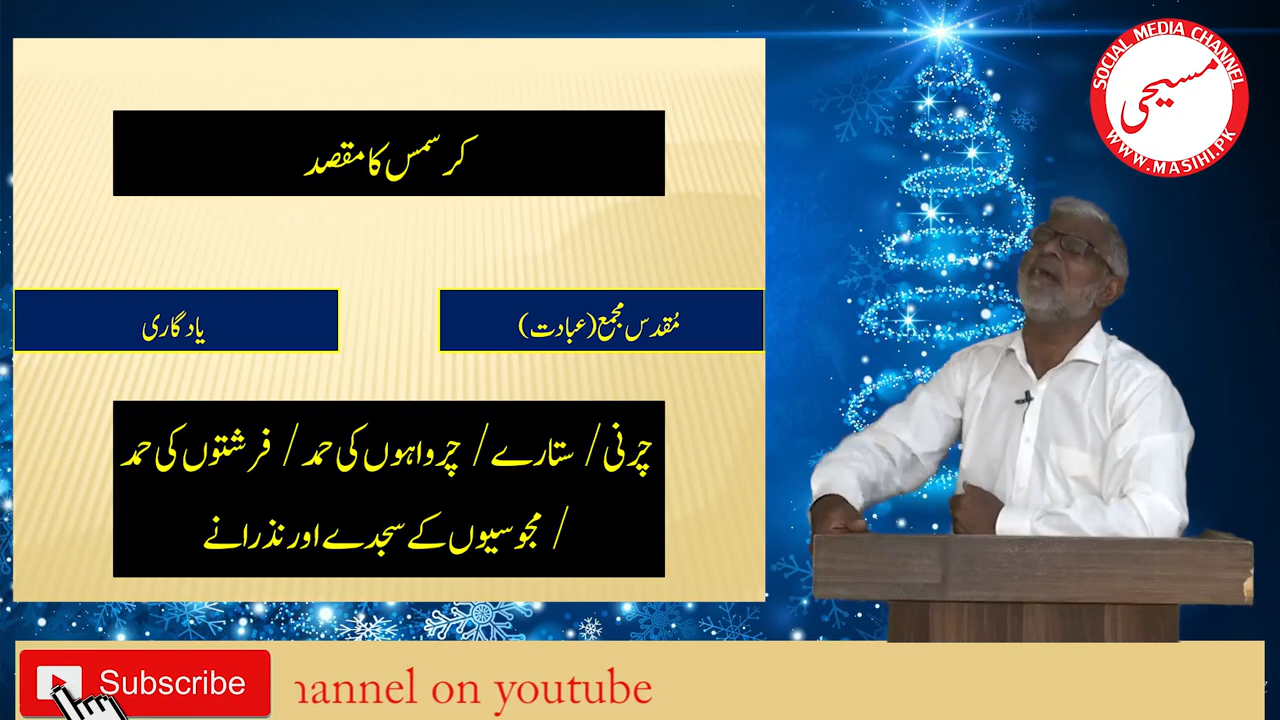 کرسمس کا مقصد
مُقدس مجمع (عبادت)
یادگاری
چرنی / ستارے / چرواہوں کی حمد / فرشتوں کی حمد
/ مجوسیوں کے سجدے اور نذرانے
SOCIAL MEDIA CHANNEL
مسیحی
WWW.MASIHI.PK
Subscribe
hannel on youtube